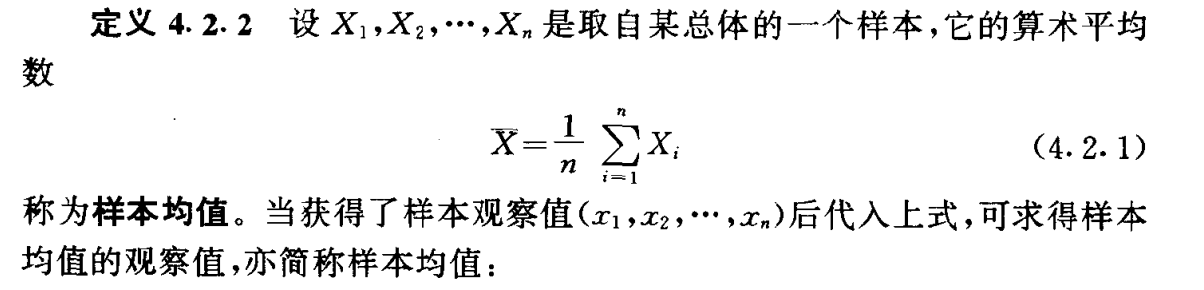 定义 4.2.2 设 X₁,X₂,⋯,Xₙ 是取自某总体的一个样本,它的算术平均
数
X̄=1/n ∑ᵢ₌₁ⁿ Xᵢ (4.2.1)
称为样本均值。当获得了样本观察值(x₁,x₂,⋯,xₙ)后代入上式,可求得样本
均值的观察值,亦简称样本均值: